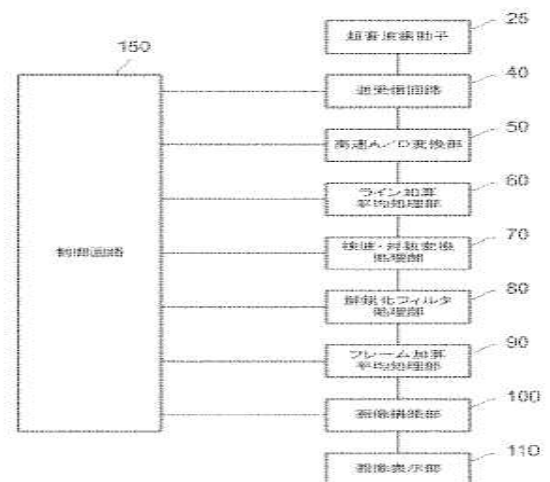 25
超音波振動子
150
40
送受信回路
50
高速A/D変換部
60
ライン加算
平均処理部
70
検波・対数変換
処理部
制御回路
80
鮮鋭化フィルタ
処理部
90
フレーム加算
平均処理部
100
画像構築部
110
画像表示部